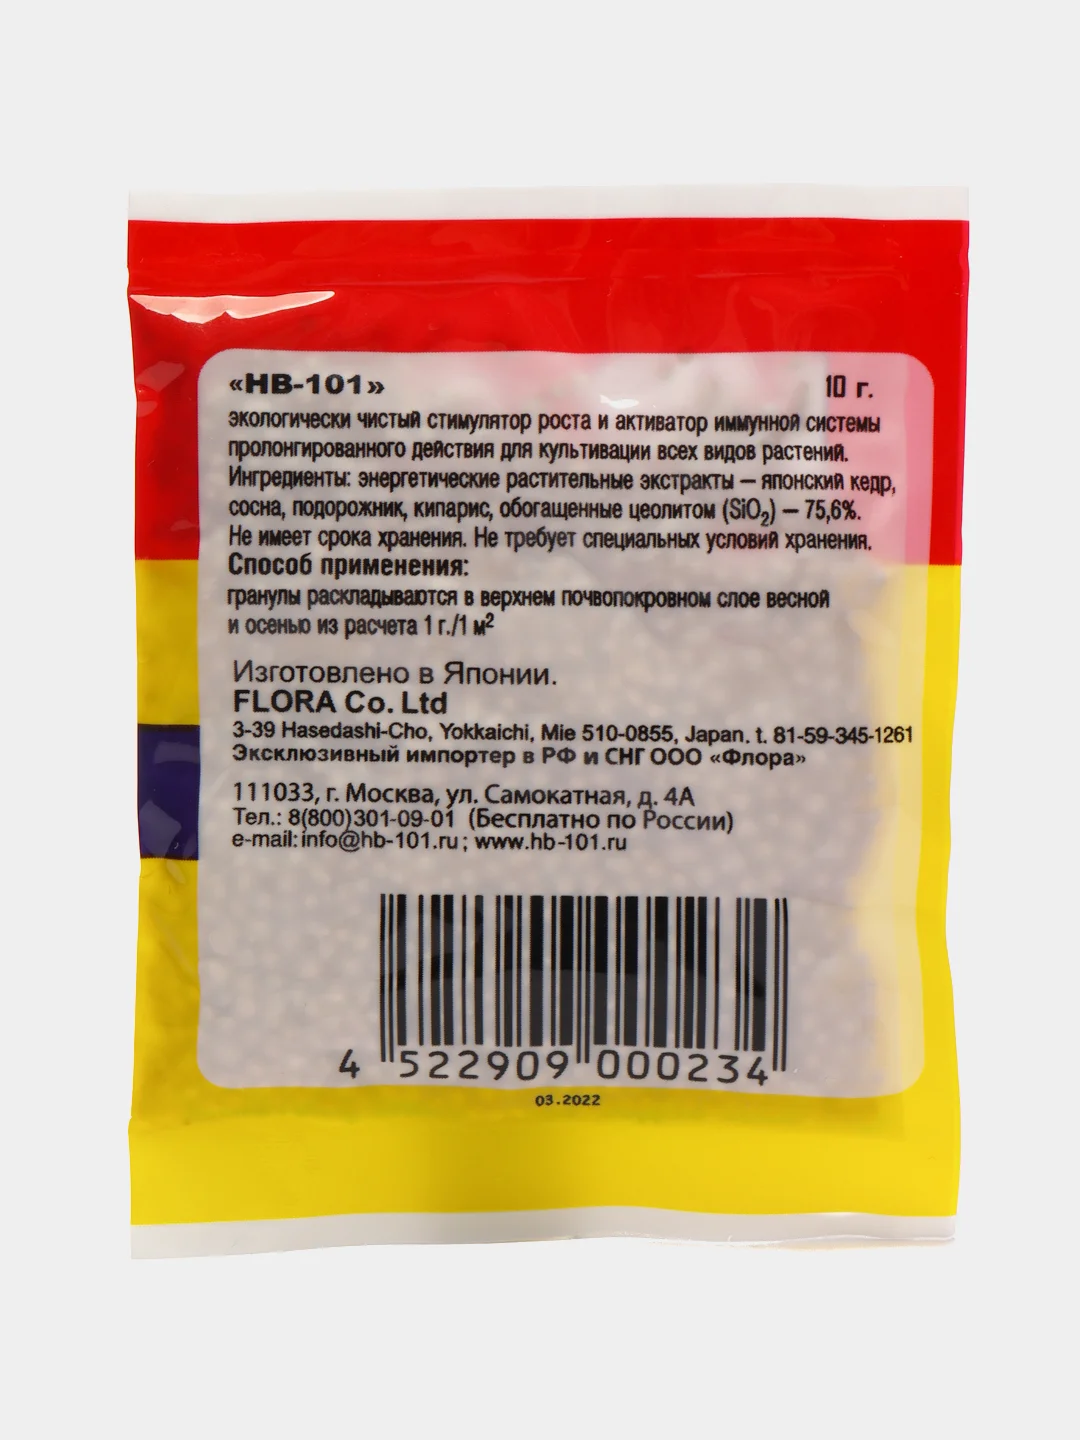 «НВ-101» 10 г.
экологически чистый стимулятор роста и активатор иммунной системы
пролонгированного действия для культивации всех видов растений.
Ингредиенты: энергетические растительные экстракты – японский кедр,
сосна, подорожник, кипарис, обогащенные цеолитом (SiO₂) – 75,6%.
Не имеет срока хранения. Не требует специальных условий хранения.
Способ применения:
гранулы раскладываются в верхнем почвопокровном слое весной
и осенью из расчета 1 г./1 м²
Изготовлено в Японии.
FLORA Co. Ltd
3-39 Hasedashi-Cho, Yokkaichi, Mie 510-0855, Japan. t. 81-59-345-1261
Эксклюзивный импортер в РФ и СНГ ООО «Флора»
111033, г. Москва, ул. Самокатная, д. 4А
Тел.: 8(800)301-09-01 (Бесплатно по России)
e-mail: info@hb-101.ru; www.hb-101.ru
4 522909 000234
03.2022